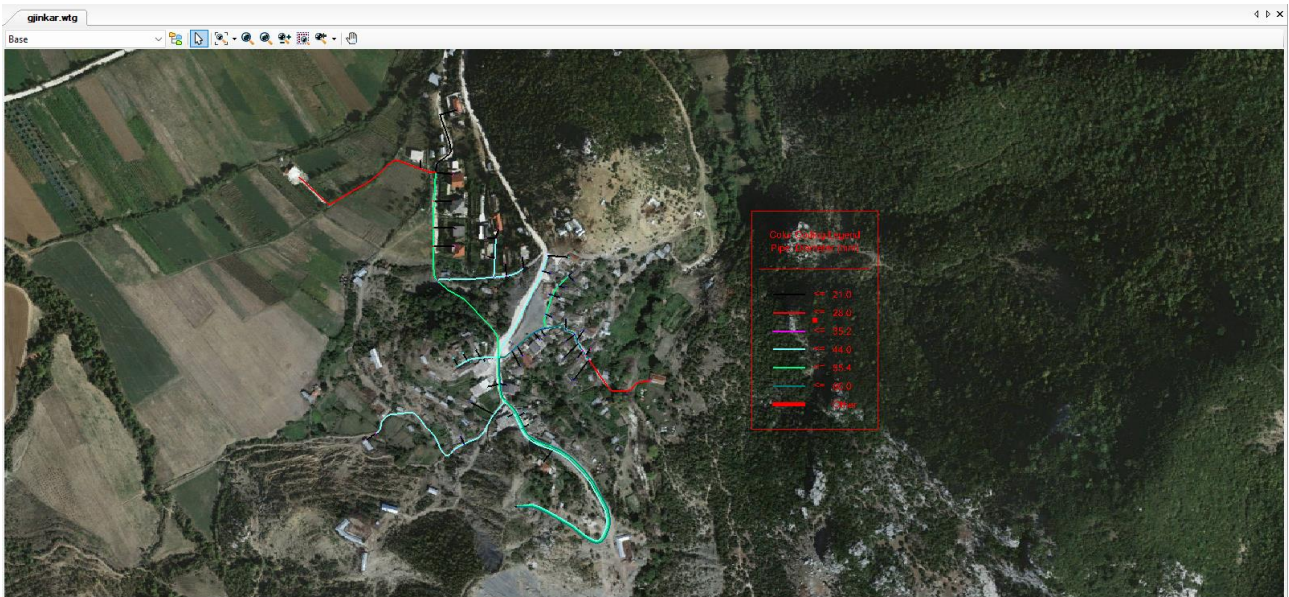 gjinkar.wtg
Base
Color Coding Legend
Pipe: Diameter (mm)
<= 21.0
<= 28.0
<= 35.2
<= 44.0
<= 55.4
Other